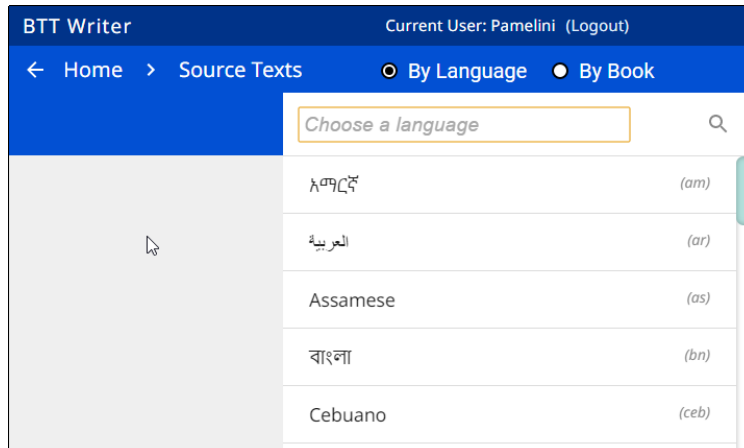 BTT Writer Current User: Pamelini (Logout)
← Home > Source Texts By Language By Book
Choose a language
አማርኛ (am)
العربية (ar)
Assamese (as)
বাংলা (bn)
Cebuano (ceb)